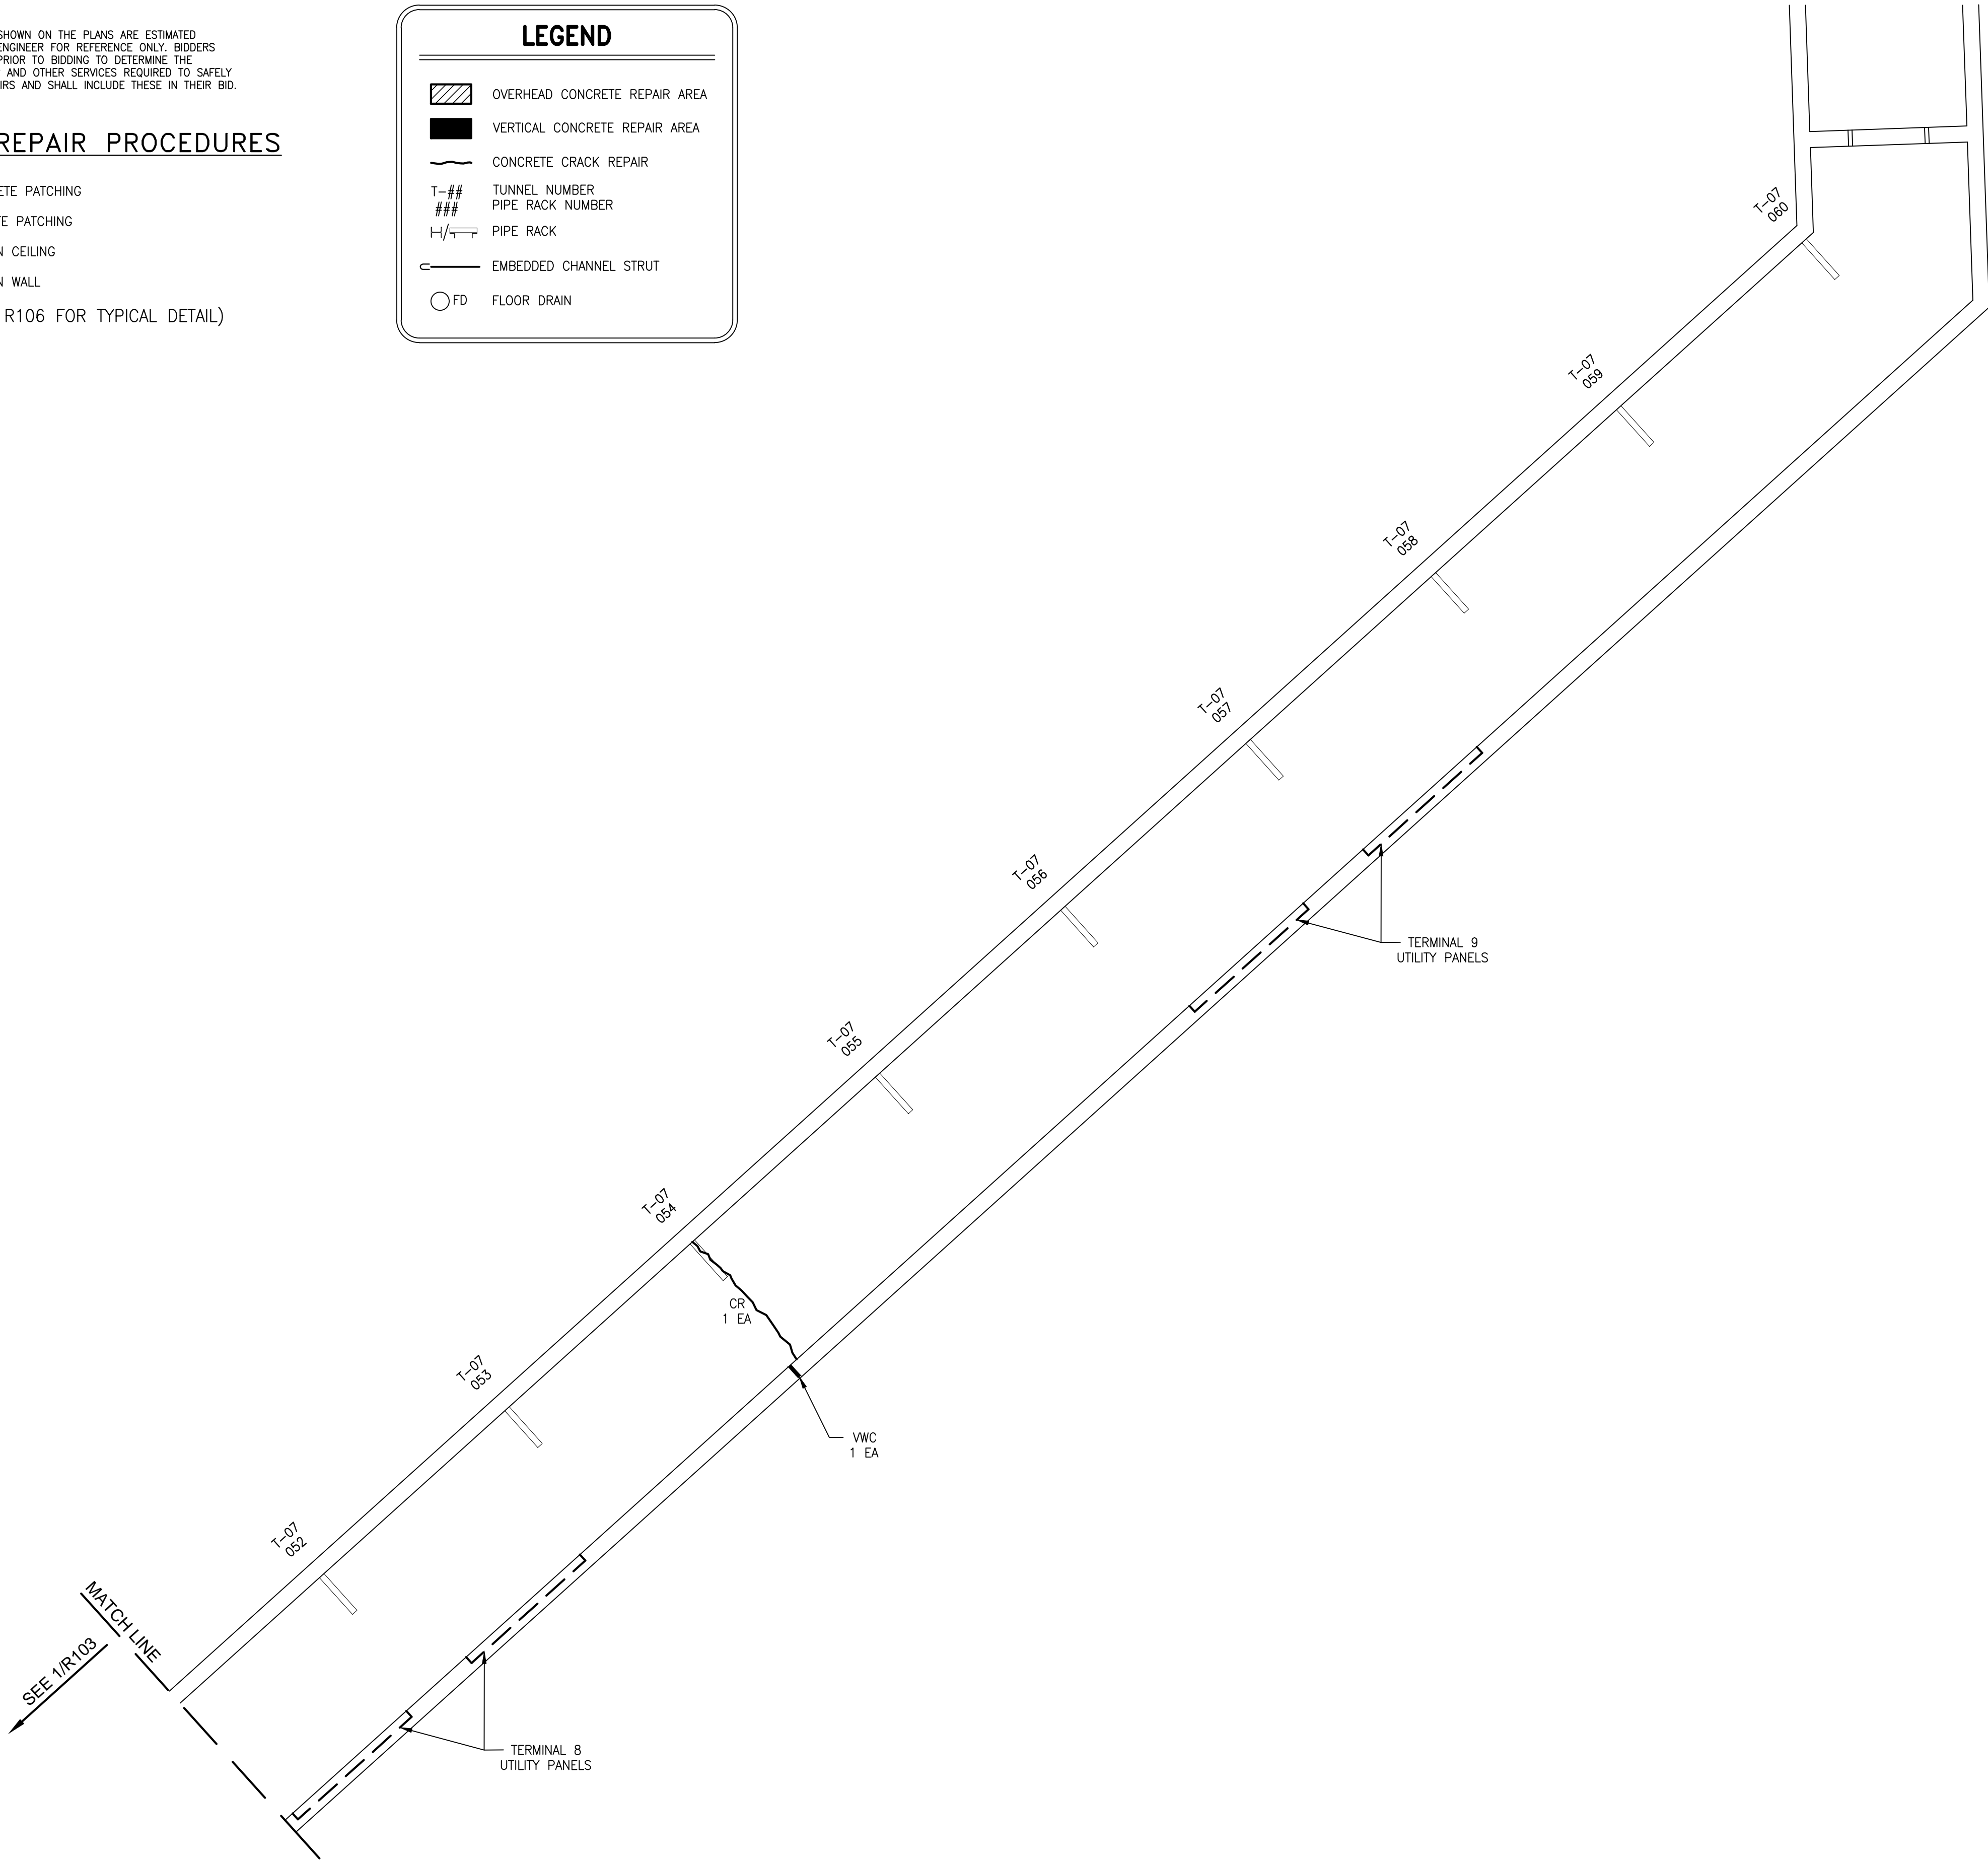 SHOWN ON THE PLANS ARE ESTIMATED
ENGINEER FOR REFERENCE ONLY. BIDDERS
PRIOR TO BIDDING TO DETERMINE THE
AND OTHER SERVICES REQUIRED TO SAFELY
AND SHALL INCLUDE THESE IN THEIR BID.
REPAIR PROCEDURES
PATCHING
PATCHING
CEILING
WALL
R106 FOR TYPICAL DETAIL)
LEGEND
OVERHEAD CONCRETE REPAIR AREA
VERTICAL CONCRETE REPAIR AREA
CONCRETE CRACK REPAIR
T-## TUNNEL NUMBER
### PIPE RACK NUMBER
PIPE RACK
EMBEDDED CHANNEL STRUT
FD FLOOR DRAIN
T-07
060
T-07
059
T-07
058
T-07
057
T-07
056
TERMINAL 9
UTILITY PANELS
T-07
055
T-07
054
CR
1 EA
T-07
053
VWC
1 EA
T-07
052
MATCH LINE
SEE 1/R103
TERMINAL 8
UTILITY PANELS